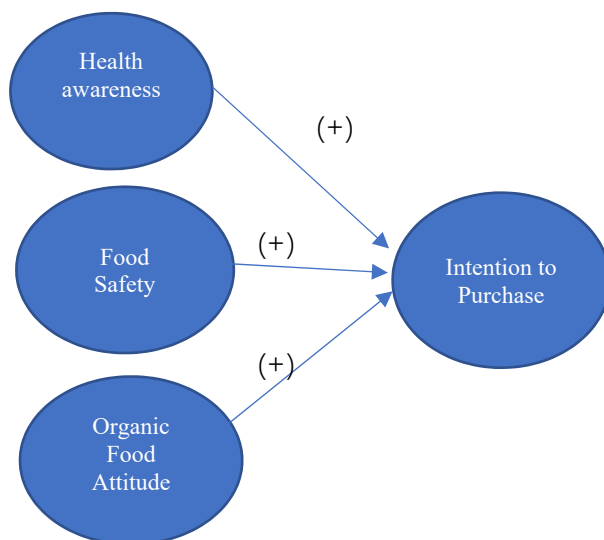 Health
awareness
(+)
Food
Safety
(+)
Intention to
Purchase
(+)
Organic
Food
Attitude